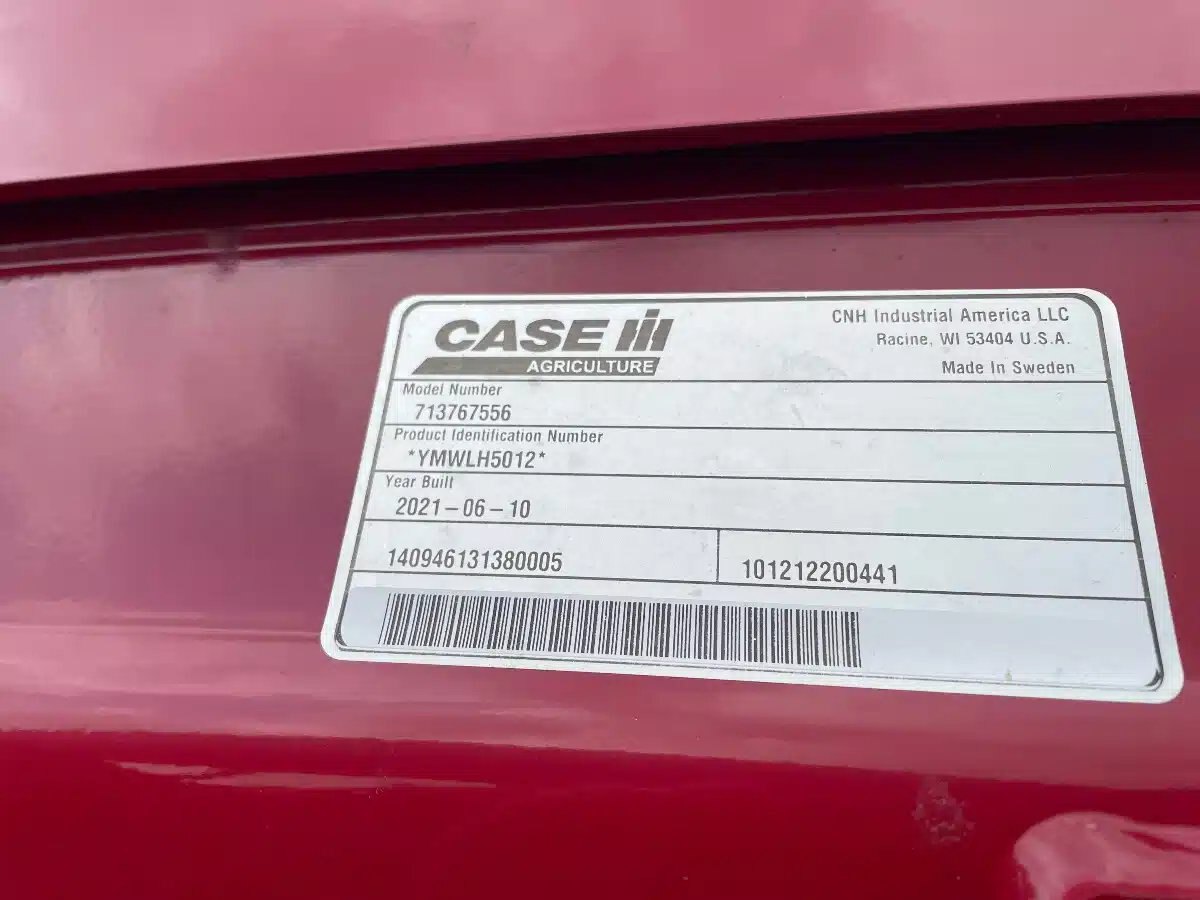 CASE IH
AGRICULTURE
CNH Industrial America LLC
Racine, WI 53404 U.S.A.
Made In Sweden
Model Number
713767556
Product Identification Number
*YMWLH5012*
Year Built
2021-06-10
140946131380005
101212200441